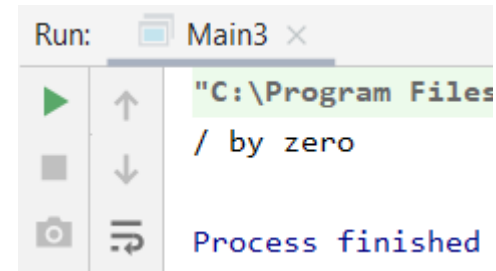 Run: Main3
"C:\Program Files
/ by zero
Process finished